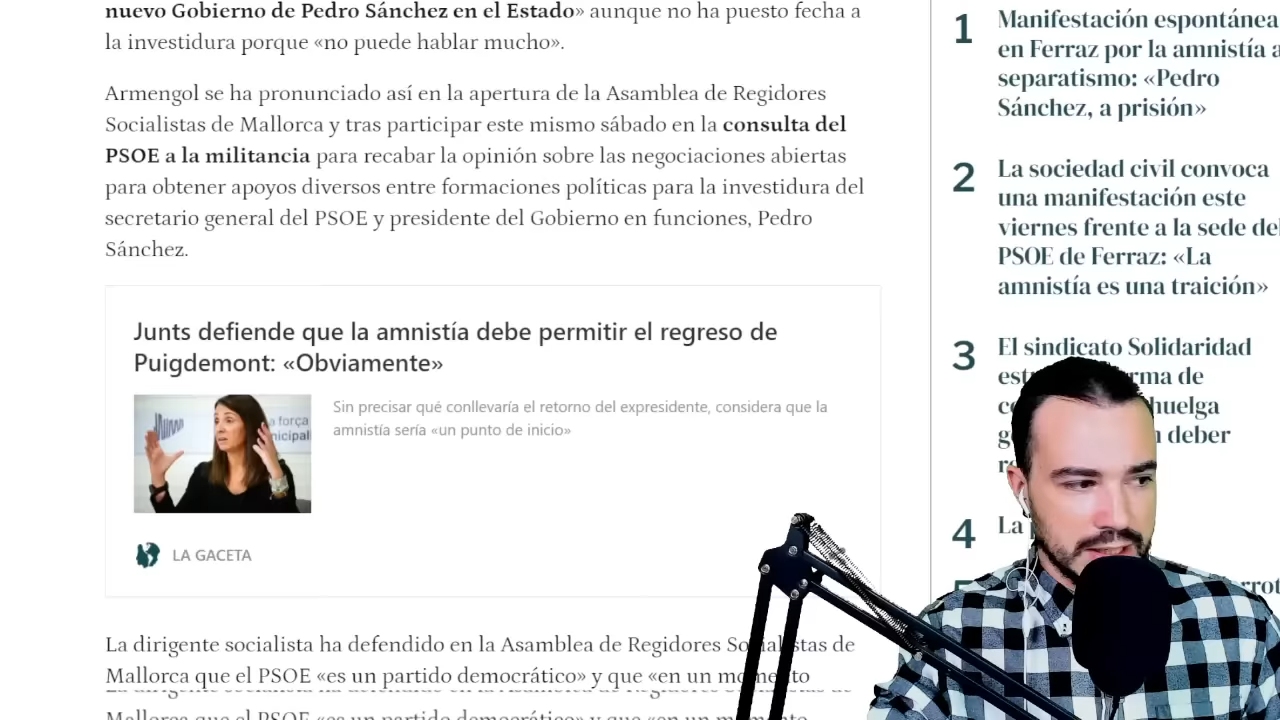 nuevo Gobierno de Pedro Sánchez en el Estado» aunque no ha puesto fecha a
la investidura porque «no puede hablar mucho».
Armengol se ha pronunciado así en la apertura de la Asamblea de Regidores
Socialistas de Mallorca y tras participar este mismo sábado en la consulta del
PSOE a la militancia para recabar la opinión sobre las negociaciones abiertas
para obtener apoyos diversos entre formaciones políticas para la investidura del
secretario general del PSOE y presidente del Gobierno en funciones, Pedro
Sánchez.
Junts defiende que la amnistía debe permitir el regreso de
Puigdemont: «Obviamente»
Sin precisar qué conllevaría el retorno del expresidente, considera que la
amnistía sería «un punto de inicio»
LA GACETA
La dirigente socialista ha defendido en la Asamblea de Regidores Socialistas de
Mallorca que el PSOE «es un partido democrático» y que «en un momento
1
Manifestación espontánea
en Ferraz por la amnistía a
separatismo: «Pedro
Sánchez, a prisión»
2
La sociedad civil convoca
una manifestación este
viernes frente a la sede del
PSOE de Ferraz: «La
amnistía es una traición»
3
El sindicato Solidaridad
de
huelga
deber
4
La